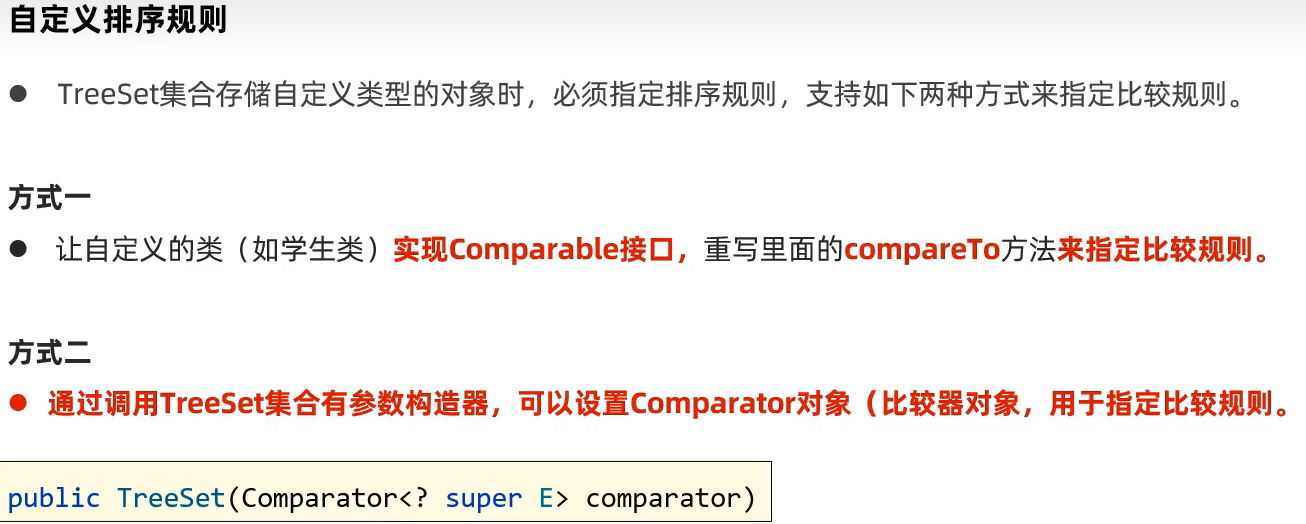 自定义排序规则
● TreeSet集合存储自定义类型的对象时，必须指定排序规则，支持如下两种方式来指定比较规则。
方式一
● 让自定义的类（如学生类）实现Comparable接口，重写里面的compareTo方法来指定比较规则。
方式二
● 通过调用TreeSet集合有参数构造器，可以设置Comparator对象（比较器对象，用于指定比较规则。
public TreeSet(Comparator<? super E> comparator)